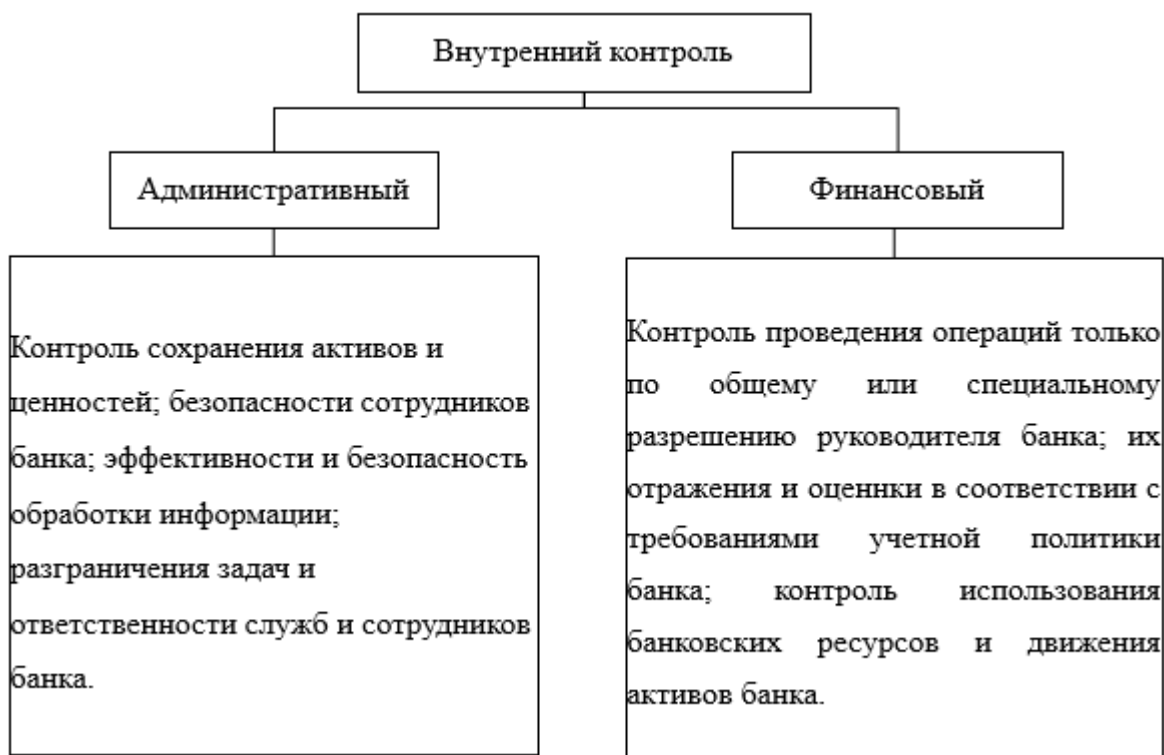 Внутренний контроль
Административный
Финансовый
Контроль сохранения активов и
ценностей; безопасности сотрудников
банка; эффективности и безопасность
обработки информации;
разграничения задач и
ответственности служб и сотрудников
банка.
Контроль проведения операций только
по общему или специальному
разрешению руководителя банка; их
отражения и оценнки в соответствии с
требованиями учетной политики
банка; контроль использования
банковских ресурсов и движения
активов банка.